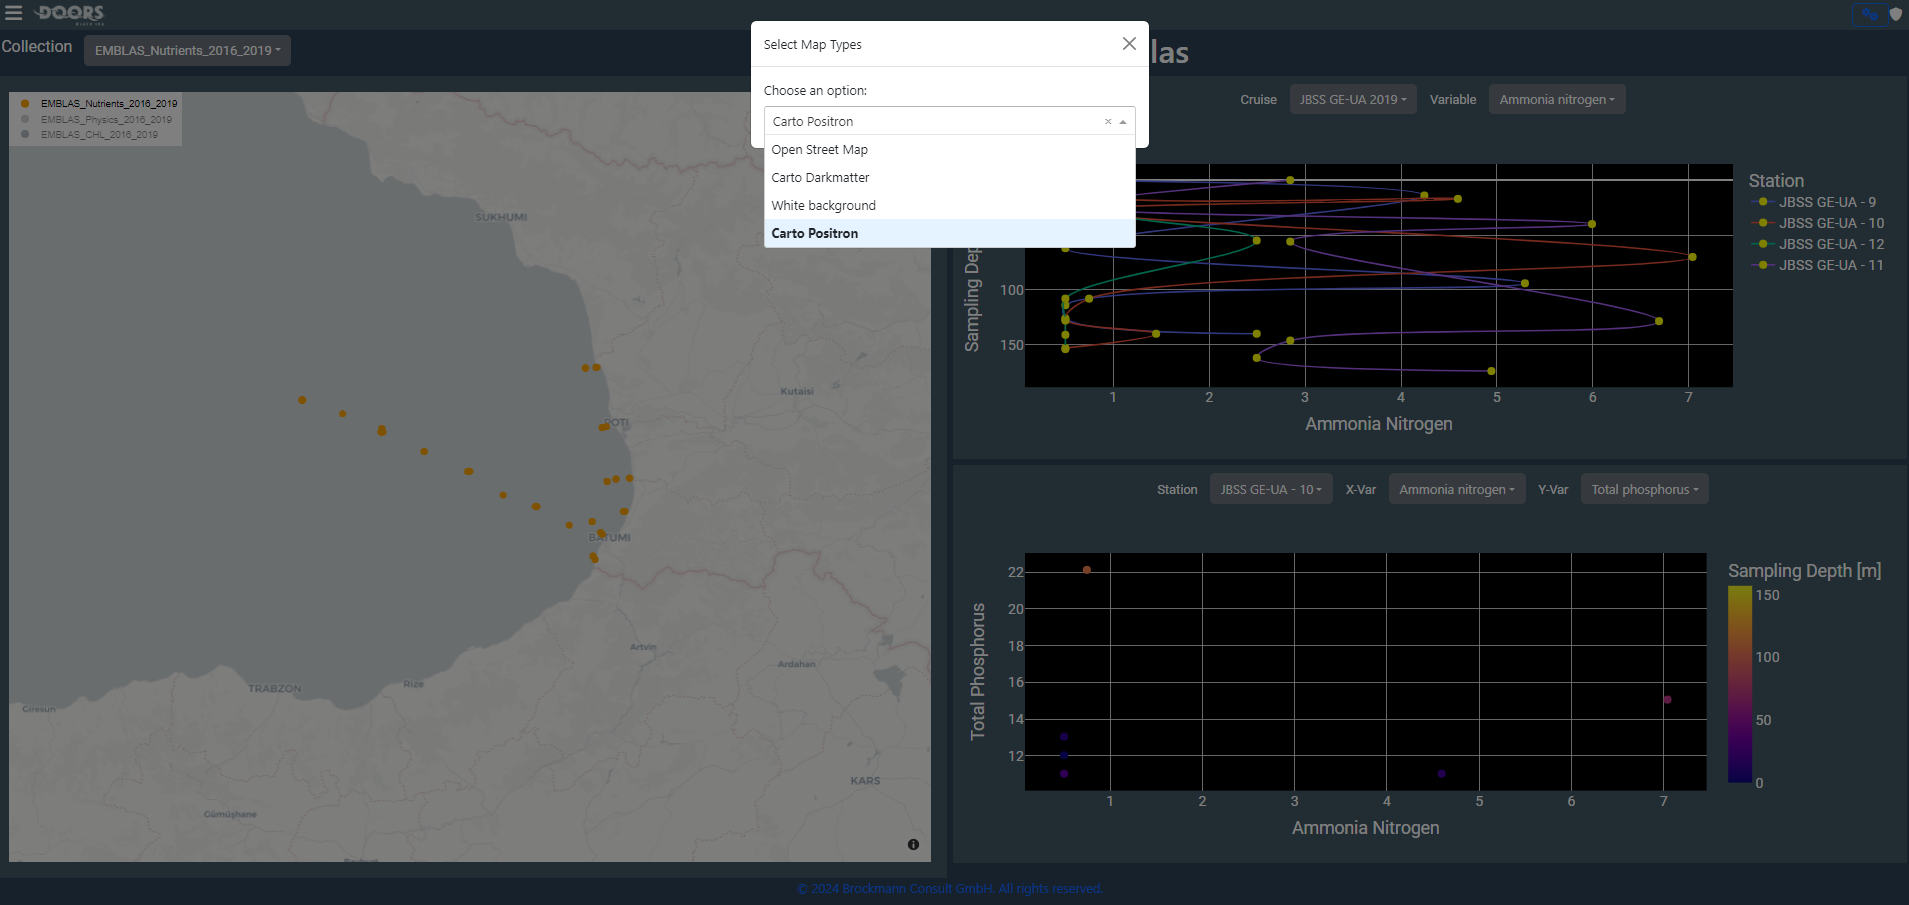 DOORS
BLACK SEA
Collection
EMBLAS_Nutrients_2016_2019
las
Select Map Types
Choose an option:
Carto Positron
Open Street Map
Carto Darkmatter
White background
Carto Positron
EMBLAS_Nutrients_2016_2019
EMBLAS_Physics_2016_2019
EMBLAS_CHL_2016_2019
SUKHUMI
Kutaisi
POTI
BATUMI
Artvin
Ardahan
TRABZON
Rize
Giresun
KARS
Gümüşhane
Cruise
JBSS GE-UA 2019
Variable
Ammonia nitrogen
Sampling Dep
100
150
1 2 3 4 5 6 7
Ammonia Nitrogen
Station
JBSS GE-UA - 9
JBSS GE-UA - 10
JBSS GE-UA - 12
JBSS GE-UA - 11
Station
JBSS GE-UA - 10
X-Var
Ammonia nitrogen
Y-Var
Total phosphorus
Total Phosphorus
22
20
18
16
14
12
1 2 3 4 5 6 7
Ammonia Nitrogen
Sampling Depth [m]
150
100
50
0
© 2024 Brockmann Consult GmbH. All rights reserved.